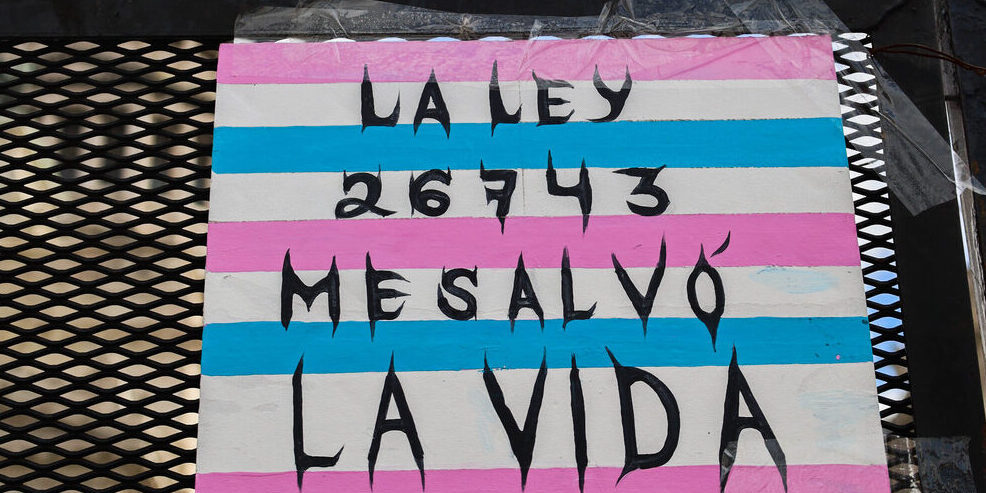 LA LEY
26743
ME SALVÓ
LA VIDA